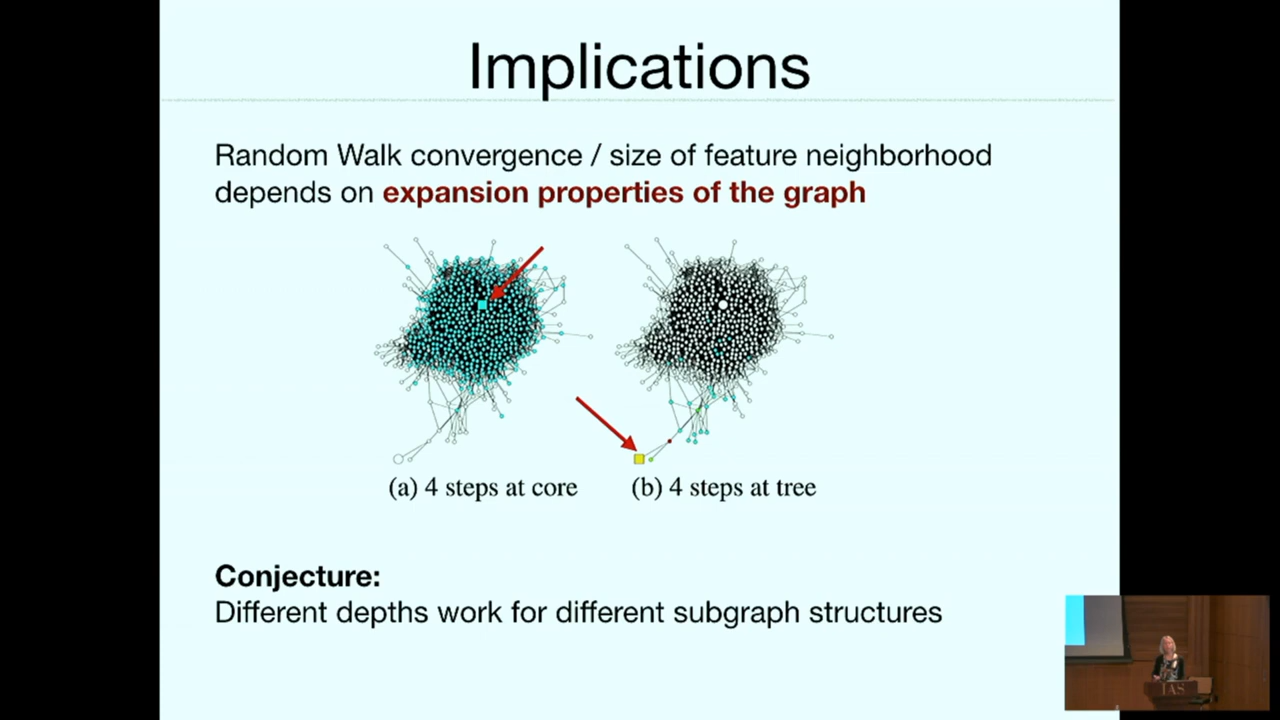 Implications
Random Walk convergence / size of feature neighborhood
depends on expansion properties of the graph
(a) 4 steps at core
(b) 4 steps at tree
Conjecture:
Different depths work for different subgraph structures
IAS